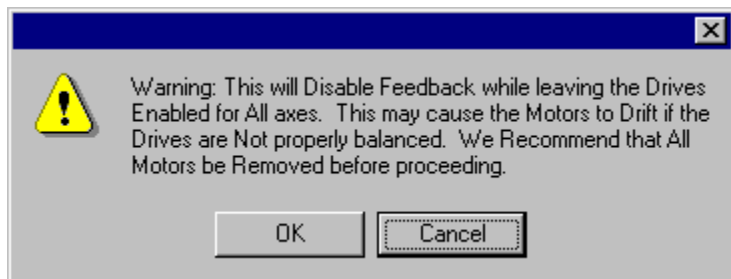 Warning: This will Disable Feedback while leaving the Drives
Enabled for All axes.  This may cause the Motors to Drift if the
Drives are Not properly balanced.  We Recommend that All
Motors be Removed before proceeding.
OK
Cancel